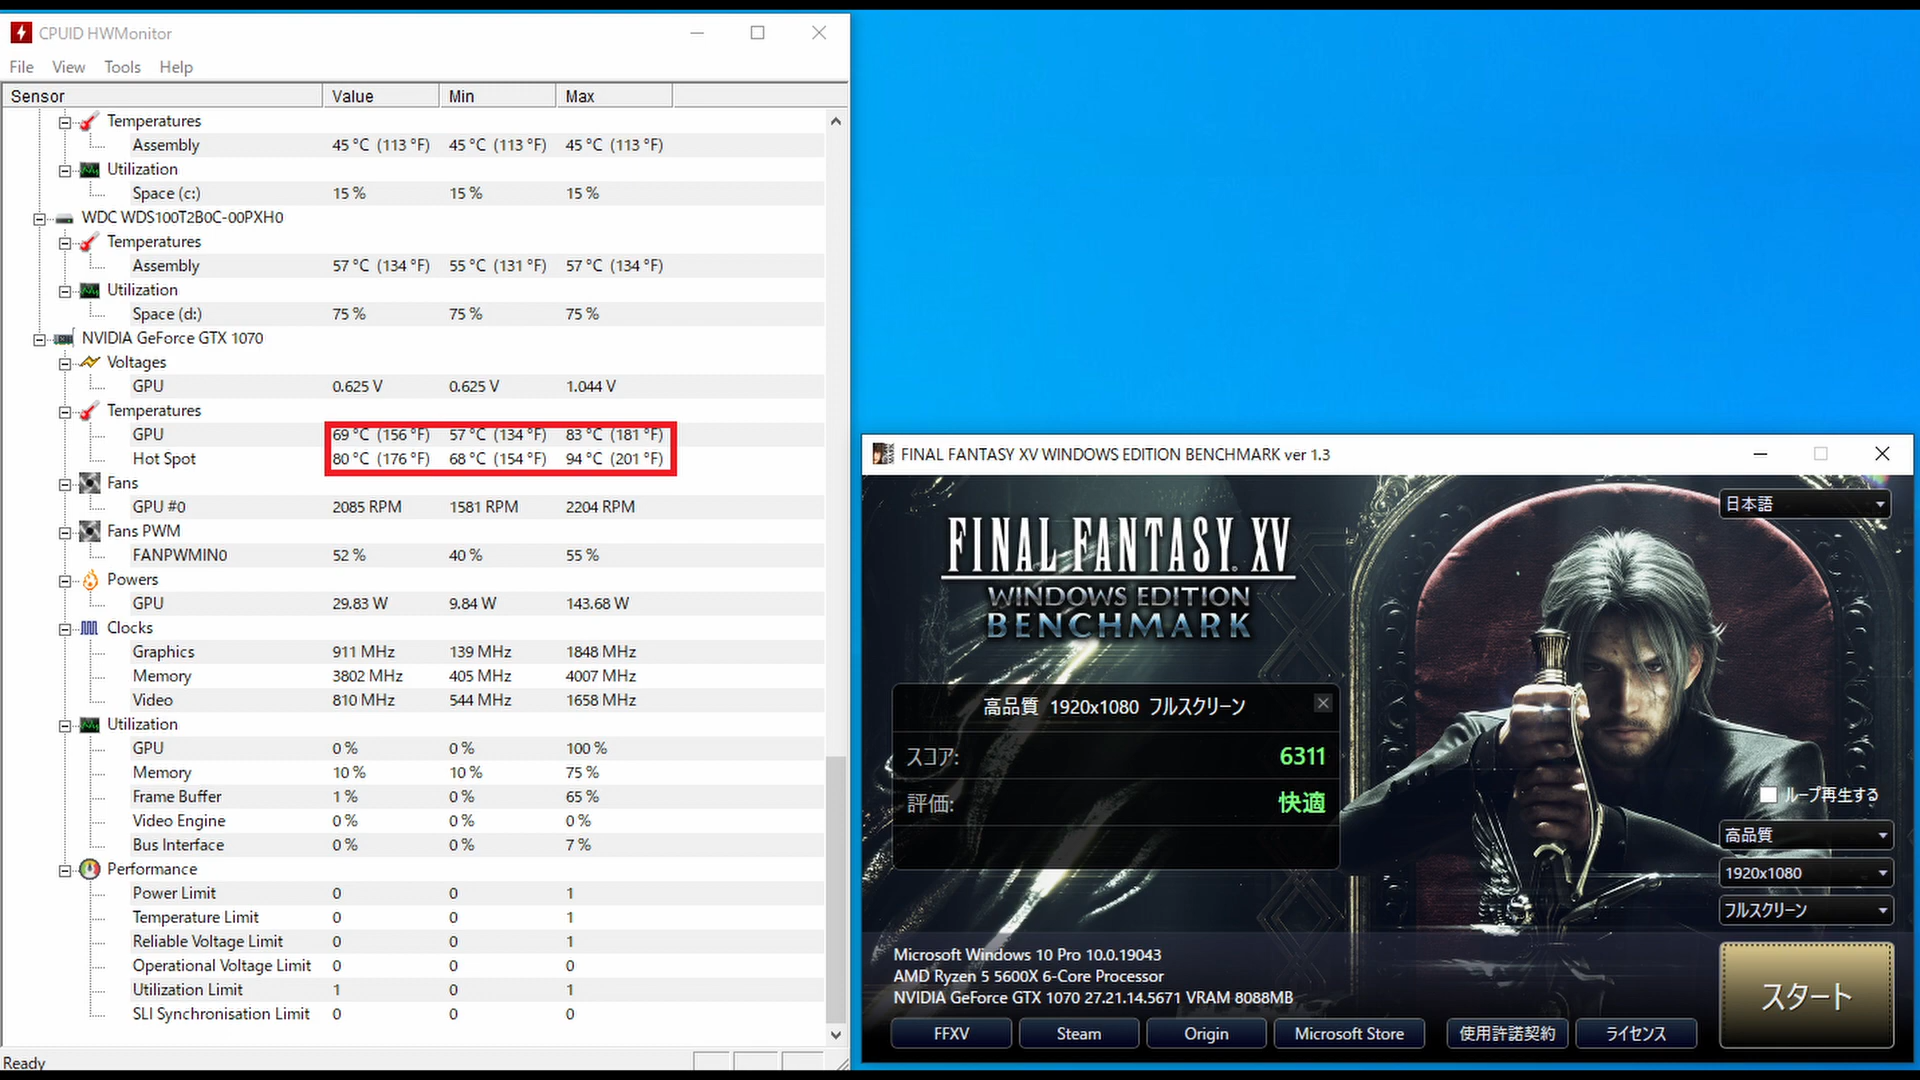 CPUID HWMonitor
File View Tools Help
Sensor Value Min Max
Temperatures
Assembly 45 °C (113 °F) 45 °C (113 °F) 45 °C (113 °F)
Utilization
Space (c:) 15 % 15 % 15 %
WDC WDS100T2B0C-00PXH0
Temperatures
Assembly 57 °C (134 °F) 55 °C (131 °F) 57 °C (134 °F)
Utilization
Space (d:) 75 % 75 % 75 %
NVIDIA GeForce GTX 1070
Voltages
GPU 0.625 V 0.625 V 1.044 V
Temperatures
GPU 69 °C (156 °F) 57 °C (134 °F) 83 °C (181 °F)
Hot Spot 80 °C (176 °F) 68 °C (154 °F) 94 °C (201 °F)
Fans
GPU #0 2085 RPM 1581 RPM 2204 RPM
Fans PWM
FANPWMIN0 52 % 40 % 55 %
Powers
GPU 29.83 W 9.84 W 143.68 W
Clocks
Graphics 911 MHz 139 MHz 1848 MHz
Memory 3802 MHz 405 MHz 4007 MHz
Video 810 MHz 544 MHz 1658 MHz
Utilization
GPU 0 % 0 % 100 %
Memory 10 % 10 % 75 %
Frame Buffer 1 % 0 % 65 %
Video Engine 0 % 0 % 0 %
Bus Interface 0 % 0 % 7 %
Performance
Power Limit 0 0 1
Temperature Limit 0 0 1
Reliable Voltage Limit 0 0 1
Operational Voltage Limit 0 0 0
Utilization Limit 1 0 1
SLI Synchronisation Limit 0 0 0
Ready
FINAL FANTASY XV WINDOWS EDITION BENCHMARK ver 1.3
日本語
FINAL FANTASY XV
WINDOWS EDITION
BENCHMARK
高品質 1920x1080 フルスクリーン
スコア: 6311
評価: 快適
ループ再生する
高品質
1920x1080
フルスクリーン
Microsoft Windows 10 Pro 10.0.19043
AMD Ryzen 5 5600X 6-Core Processor
NVIDIA GeForce GTX 1070 27.21.14.5671 VRAM 8088MB
スタート
FFXV Steam Origin Microsoft Store 使用許諾契約 ライセンス